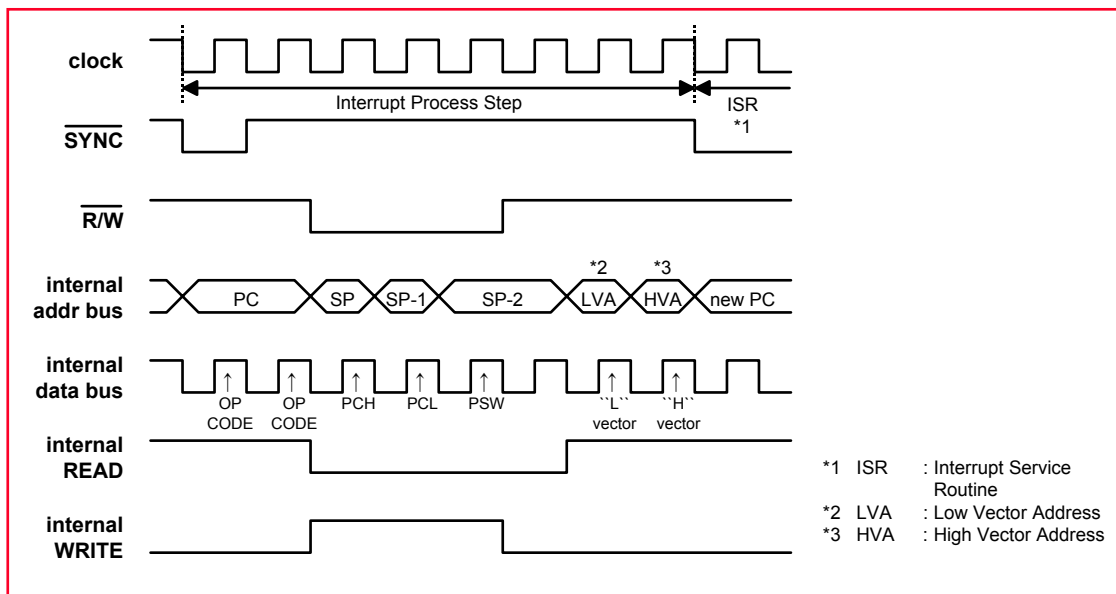 clock
Interrupt Process Step
ISR
*1
SYNC
R/W
*2
*3
internal
addr bus
PC
SP
SP-1
SP-2
LVA
HVA
new PC
internal
data bus
↑ ↑ ↑ ↑ ↑ ↑ ↑
OP
CODE
OP
CODE
PCH
PCL
PSW
``L``
vector
``H``
vector
internal
READ
internal
WRITE
*1 ISR : Interrupt Service
Routine
*2 LVA : Low Vector Address
*3 HVA : High Vector Address